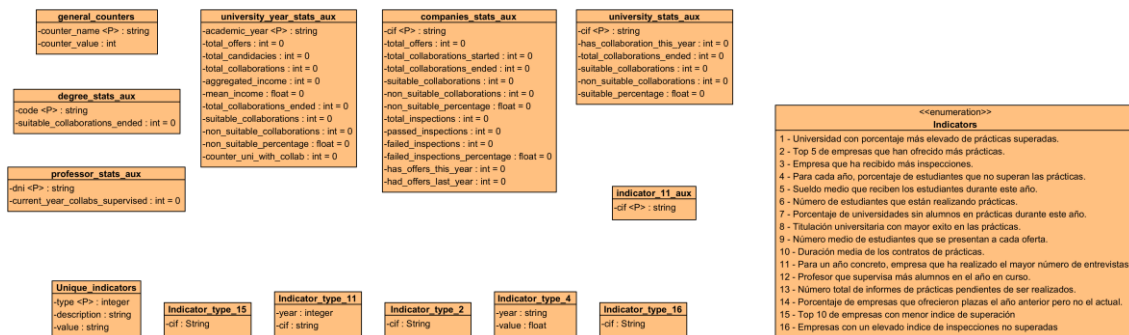 general_counters
-counter_name <P> : string
-counter_value : int
university_year_stats_aux
-academic_year <P> : string
-total_offers : int = 0
-total_candidacies : int = 0
-total_collaborations : int = 0
-aggregated_income : int = 0
-mean_income : float = 0
-total_collaborations_ended : int = 0
-suitable_collaborations : int = 0
-non_suitable_collaborations : int = 0
-non_suitable_percentage : float = 0
-counter_uni_with_collab : int = 0
companies_stats_aux
-cif <P> : string
-total_offers : int = 0
-total_collaborations_started : int = 0
-total_collaborations_ended : int = 0
-suitable_collaborations : int = 0
-non_suitable_collaborations : int = 0
-non_suitable_percentage : float = 0
-total_inspections : int = 0
-passed_inspections : int = 0
-failed_inspections : int = 0
-failed_inspections_percentage : float = 0
-has_offers_this_year : int = 0
-had_offers_last_year : int = 0
university_stats_aux
-cif <P> : string
-has_collaboration_this_year : int = 0
-total_collaborations_ended : int = 0
-suitable_collaborations : int = 0
-non_suitable_collaborations : int = 0
-suitable_percentage : float = 0
degree_stats_aux
-code <P> : string
-suitable_collaborations_ended : int = 0
professor_stats_aux
-dni <P> : string
-current_year_collabs_supervised : int = 0
indicator_11_aux
-cif <P> : string
<<enumeration>>
Indicators
1 - Universidad con porcentaje más elevado de prácticas superadas.
2 - Top 5 de empresas que han ofrecido más prácticas.
3 - Empresa que ha recibido más inspecciones.
4 - Para cada año, porcentaje de estudiantes que no superan las prácticas.
5 - Sueldo medio que reciben los estudiantes durante este año.
6 - Número de estudiantes que están realizando prácticas.
7 - Porcentaje de universidades sin alumnos en prácticas durante este año.
8 - Titulación universitaria con mayor exito en las prácticas.
9 - Número medio de estudiantes que se presentan a cada oferta.
10 - Duración media de los contratos de prácticas.
11 - Para un año concreto, empresa que ha realizado el mayor número de entrevistas
12 - Profesor que supervisa más alumnos en el año en curso.
13 - Número total de informes de prácticas pendientes de ser realizados.
14 - Porcentaje de empresas que ofrecieron plazas el año anterior pero no el actual.
15 - Top 10 de empresas con menor indice de superación
16 - Empresas con un elevado indice de inspecciones no superadas
Unique_indicators
-type <P> : integer
-description : string
-value : string
Indicator_type_15
-cif : String
Indicator_type_11
-year : integer
-cif : string
Indicator_type_2
-cif : String
Indicator_type_4
-year : string
-value : float
Indicator_type_16
-cif : String